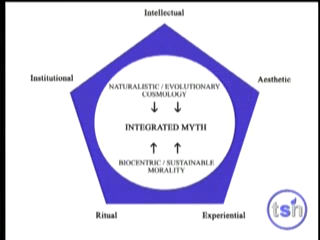 Intellectual
Institutional
Aesthetic
NATURALISTIC / EVOLUTIONARY
COSMOLOGY
INTEGRATED MYTH
BIOCENTRIC / SUSTAINABLE
MORALITY
Ritual
Experiential
tsn